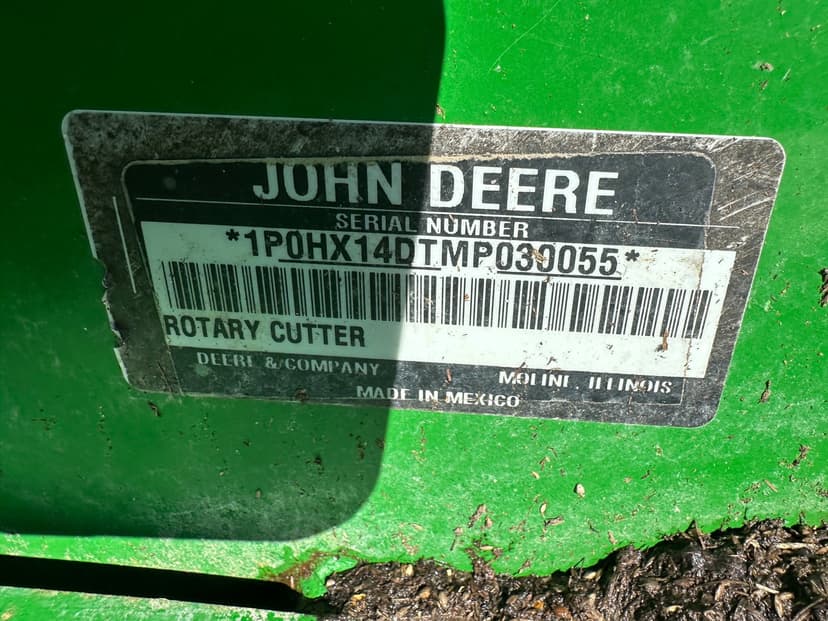 JOHN DEERE
SERIAL NUMBER
*1P0HX14DTMP030055*
ROTARY CUTTER
DEERE & COMPANY MOLINE, ILLINOIS
MADE IN MEXICO